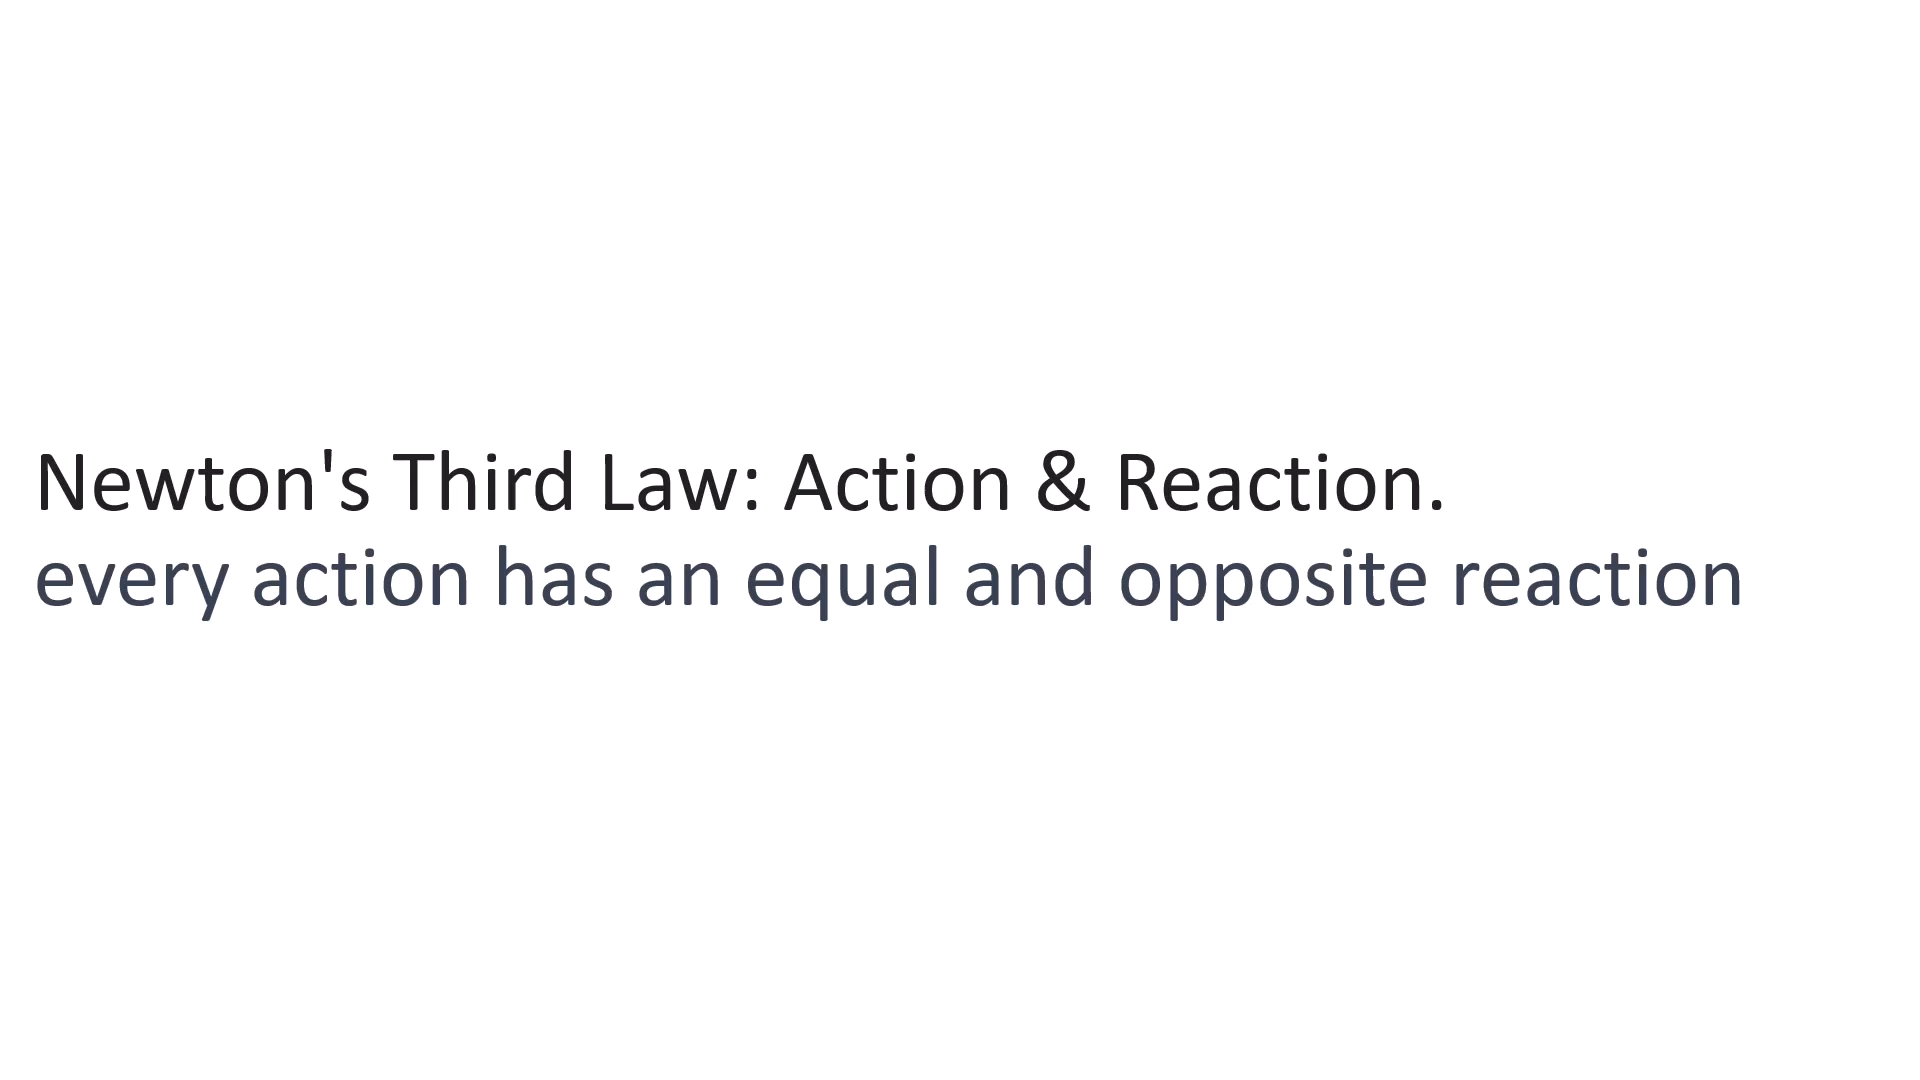 Newton's Third Law: Action & Reaction.
every action has an equal and opposite reaction